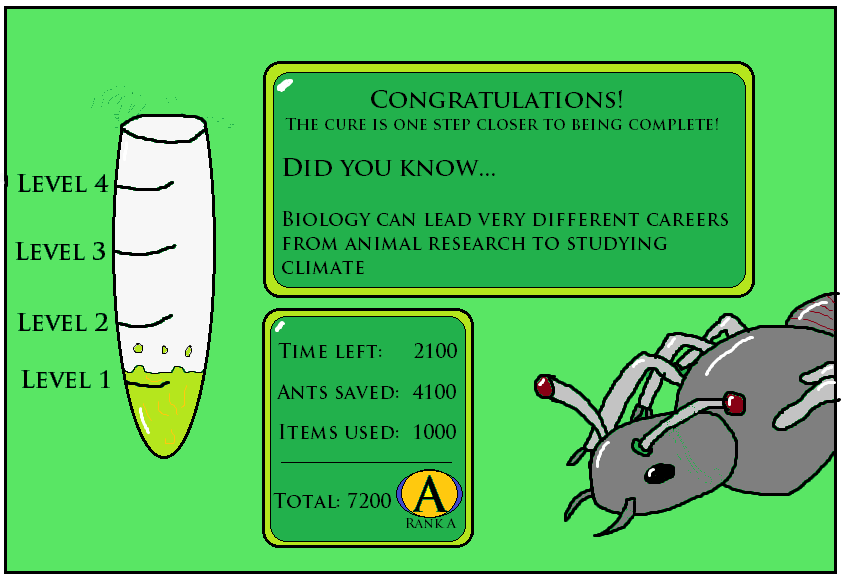 Congratulations!
The cure is one step closer to being complete!
Did you know...
Biology can lead very different careers
from animal research to studying
climate
Level 4
Level 3
Level 2
Level 1
Time left: 2100
Ants saved: 4100
Items used: 1000
Total: 7200
A
Rank A